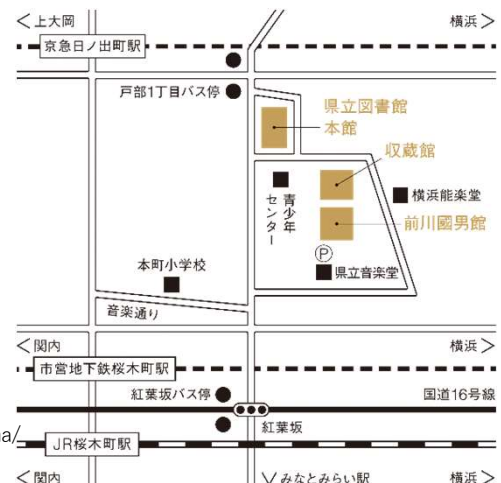 ＜上大岡
横浜＞
京急日ノ出町駅
戸部1丁目バス停
県立図書館
本館
収蔵館
青少年
センター
横浜能楽堂
前川國男館
P
県立音楽堂
本町小学校
音楽通り
＜関内
横浜＞
市営地下鉄桜木町駅
紅葉坂バス停
国道16号線
紅葉坂
na/
JR桜木町駅
＜関内
みなとみらい駅
横浜＞